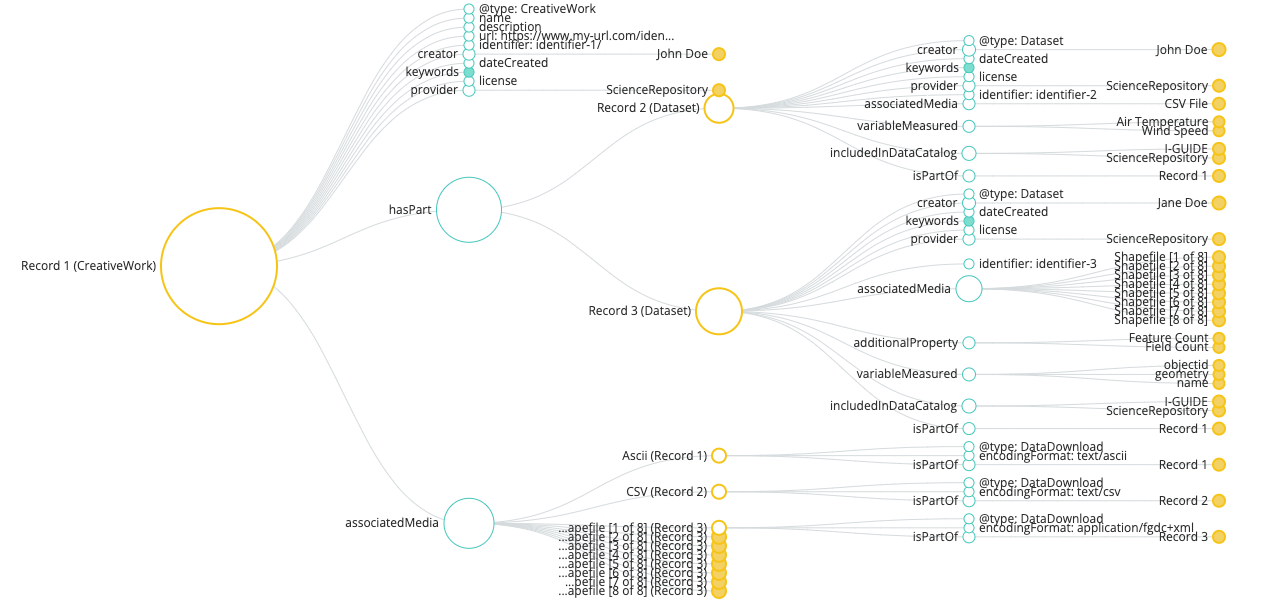 Record 1 (CreativeWork)
@type: CreativeWork
name
description
url: https://www.my-url.com/iden...
identifier: identifier-1/
creator
John Doe
dateCreated
keywords
license
provider
ScienceRepository
hasPart
Record 2 (Dataset)
@type: Dataset
creator
John Doe
dateCreated
keywords
license
provider
ScienceRepository
identifier: identifier-2
associatedMedia
CSV File
variableMeasured
Air Temperature
Wind Speed
includedInDataCatalog
I-GUIDE
ScienceRepository
isPartOf
Record 1
Record 3 (Dataset)
@type: Dataset
creator
Jane Doe
dateCreated
keywords
license
provider
ScienceRepository
identifier: identifier-3
associatedMedia
Shapefile [1 of 8]
Shapefile [2 of 8]
Shapefile [3 of 8]
Shapefile [4 of 8]
Shapefile [5 of 8]
Shapefile [6 of 8]
Shapefile [7 of 8]
Shapefile [8 of 8]
additionalProperty
Feature Count
Field Count
variableMeasured
objectid
geometry
name
includedInDataCatalog
I-GUIDE
ScienceRepository
isPartOf
Record 1
associatedMedia
Ascii (Record 1)
@type: DataDownload
encodingFormat: text/ascii
isPartOf
Record 1
CSV (Record 2)
@type: DataDownload
encodingFormat: text/csv
isPartOf
Record 2
...apefile [1 of 8] (Record 3)
@type: DataDownload
encodingFormat: application/fgdc+xml
isPartOf
Record 3
...apefile [2 of 8] (Record 3)
...apefile [3 of 8] (Record 3)
...apefile [4 of 8] (Record 3)
...apefile [5 of 8] (Record 3)
...apefile [6 of 8] (Record 3)
...pefile [7 of 8] (Record 3)
...apefile [8 of 8] (Record 3)